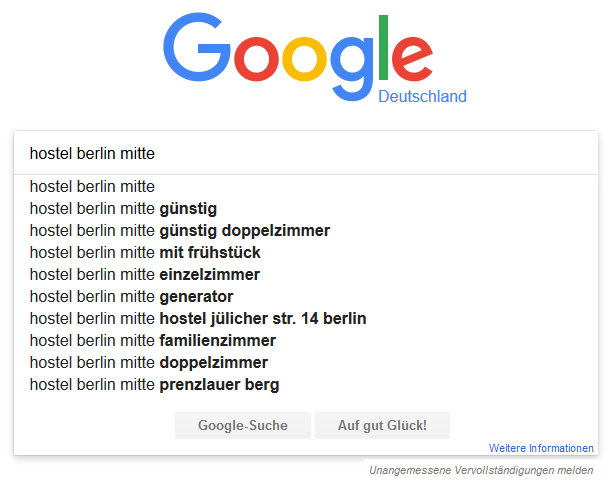 Google
Deutschland
hostel berlin mitte
hostel berlin mitte
hostel berlin mitte günstig
hostel berlin mitte günstig doppelzimmer
hostel berlin mitte mit frühstück
hostel berlin mitte einzelzimmer
hostel berlin mitte generator
hostel berlin mitte hostel jülicher str. 14 berlin
hostel berlin mitte familienzimmer
hostel berlin mitte doppelzimmer
hostel berlin mitte prenzlauer berg
Google-Suche Auf gut Glück!
Weitere Informationen
Unangemessene Vervollständigungen melden